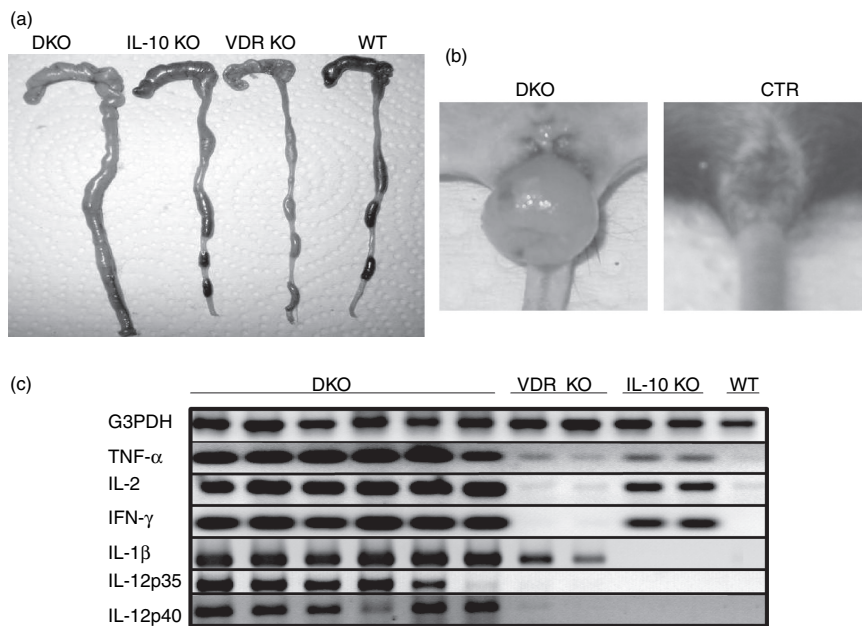 (a)
DKO IL-10 KO VDR KO WT
(b)
DKO CTR
(c)
DKO VDR KO IL-10 KO WT
G3PDH
TNF-α
IL-2
IFN-γ
IL-1β
IL-12p35
IL-12p40